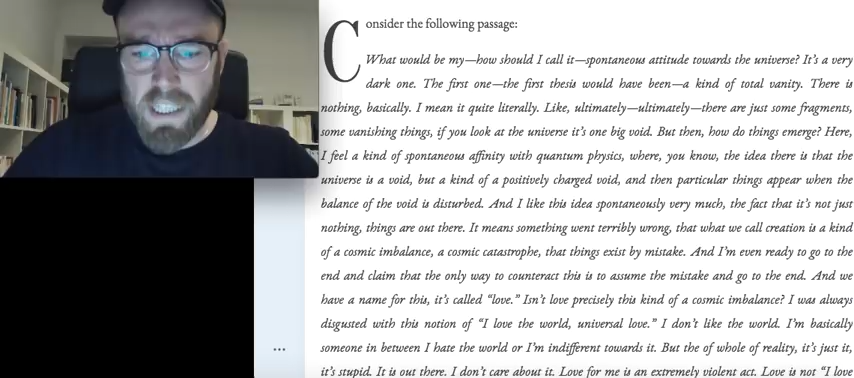 Consider the following passage:
What would be my—how should I call it—spontaneous attitude towards the universe? It's a very
dark one. The first one—the first thesis would have been—a kind of total vanity. There is
nothing, basically. I mean it quite literally. Like, ultimately—ultimately—there are just some fragments,
some vanishing things, if you look at the universe it's one big void. But then, how do things emerge? Here,
I feel a kind of spontaneous affinity with quantum physics, where, you know, the idea there is that the
universe is a void, but a kind of a positively charged void, and then particular things appear when the
balance of the void is disturbed. And I like this idea spontaneously very much, the fact that it's not just
nothing, things are out there. It means something went terribly wrong, that what we call creation is a kind
of a cosmic imbalance, a cosmic catastrophe, that things exist by mistake. And I'm even ready to go to the
end and claim that the only way to counteract this is to assume the mistake and go to the end. And we
have a name for this, it's called “love.” Isn't love precisely this kind of a cosmic imbalance? I was always
disgusted with this notion of “I love the world, universal love.” I don't like the world. I'm basically
someone in between I hate the world or I'm indifferent towards it. But the of whole of reality, it's just it,
it's stupid. It is out there. I don't care about it. Love for me is an extremely violent act. Love is not “I love